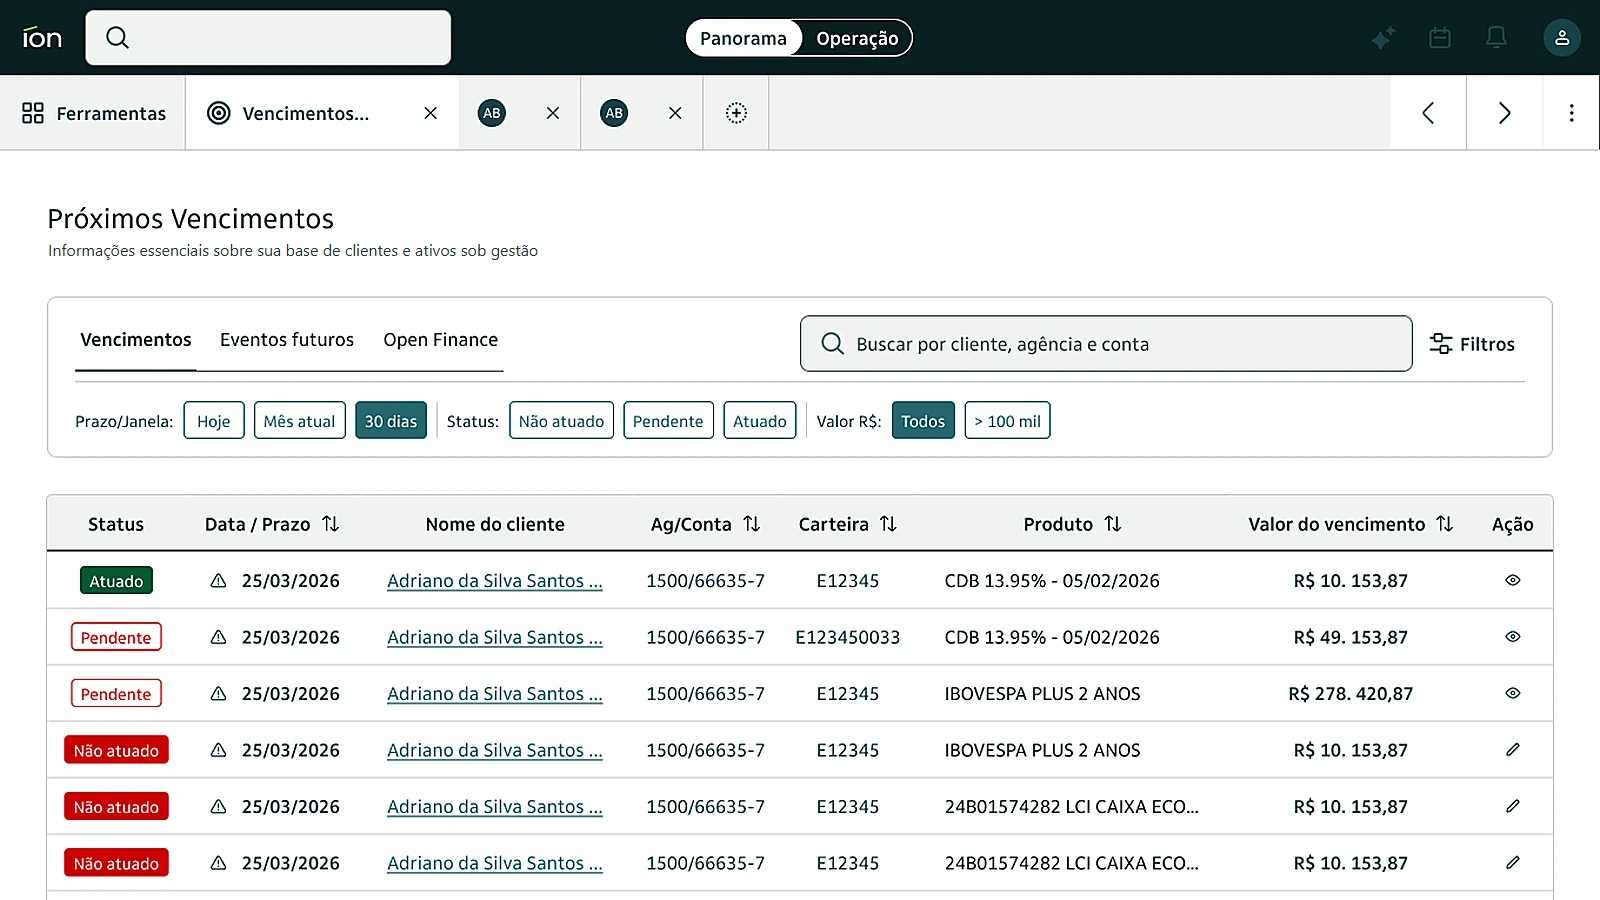 íon
Panorama Operação
Ferramentas Vencimentos... AB AB
Próximos Vencimentos
Informações essenciais sobre sua base de clientes e ativos sob gestão
Vencimentos Eventos futuros Open Finance Buscar por cliente, agência e conta Filtros
Prazo/Janela: Hoje Mês atual 30 dias Status: Não atuado Pendente Atuado Valor R$: Todos > 100 mil
Status Data / Prazo Nome do cliente Ag/Conta Carteira Produto Valor do vencimento Ação
Atuado 25/03/2026 Adriano da Silva Santos ... 1500/66635-7 E12345 CDB 13.95% - 05/02/2026 R$ 10. 153,87
Pendente 25/03/2026 Adriano da Silva Santos ... 1500/66635-7 E123450033 CDB 13.95% - 05/02/2026 R$ 49. 153,87
Pendente 25/03/2026 Adriano da Silva Santos ... 1500/66635-7 E12345 IBOVESPA PLUS 2 ANOS R$ 278. 420,87
Não atuado 25/03/2026 Adriano da Silva Santos ... 1500/66635-7 E12345 IBOVESPA PLUS 2 ANOS R$ 10. 153,87
Não atuado 25/03/2026 Adriano da Silva Santos ... 1500/66635-7 E12345 24B01574282 LCI CAIXA ECO... R$ 10. 153,87
Não atuado 25/03/2026 Adriano da Silva Santos ... 1500/66635-7 E12345 24B01574282 LCI CAIXA ECO... R$ 10. 153,87